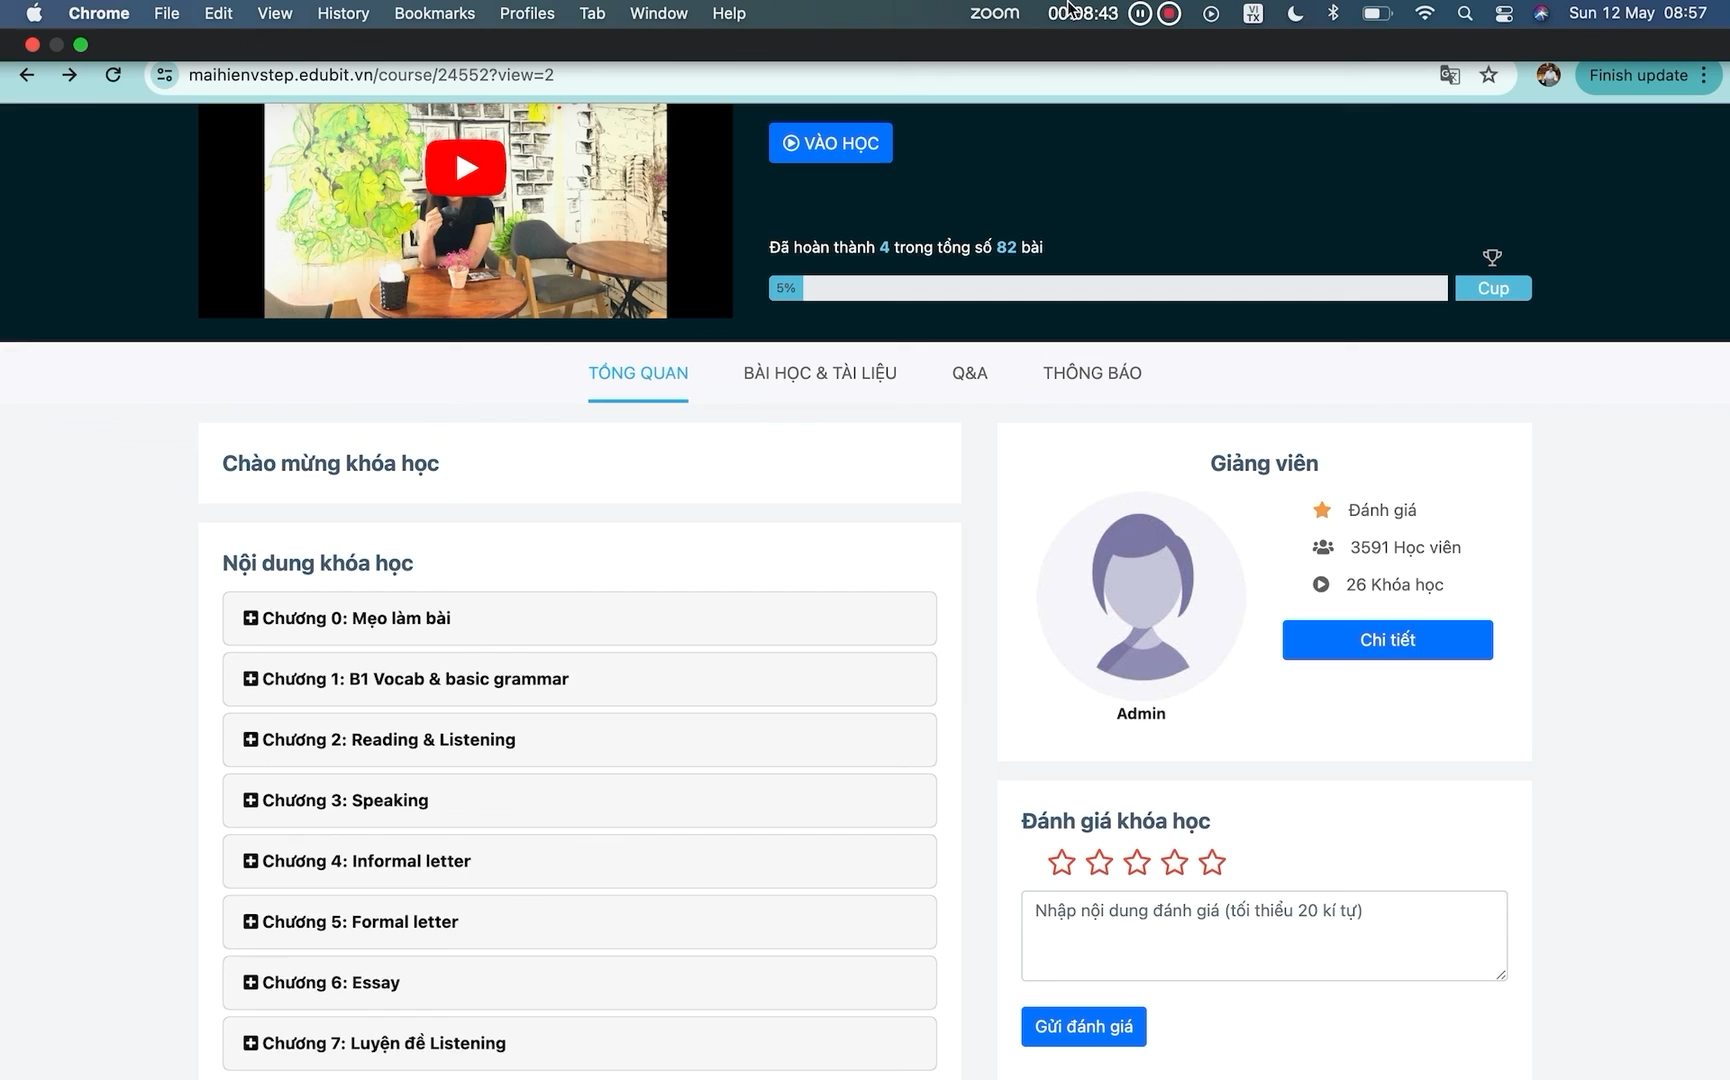 Chrome File Edit View History Bookmarks Profiles Tab Window Help zoom 00:08:43 VI TX Sun 12 May 08:57
maihienvstep.edubit.vn/course/24552?view=2 Finish update
VÀO HỌC
Đã hoàn thành 4 trong tổng số 82 bài
5% Cup
TỔNG QUAN BÀI HỌC & TÀI LIỆU Q&A THÔNG BÁO
Chào mừng khóa học
Nội dung khóa học
Chương 0: Mẹo làm bài
Chương 1: B1 Vocab & basic grammar
Chương 2: Reading & Listening
Chương 3: Speaking
Chương 4: Informal letter
Chương 5: Formal letter
Chương 6: Essay
Chương 7: Luyện đề Listening
Giảng viên
Đánh giá
3591 Học viên
26 Khóa học
Chi tiết
Admin
Đánh giá khóa học
Nhập nội dung đánh giá (tối thiểu 20 kí tự)
Gửi đánh giá